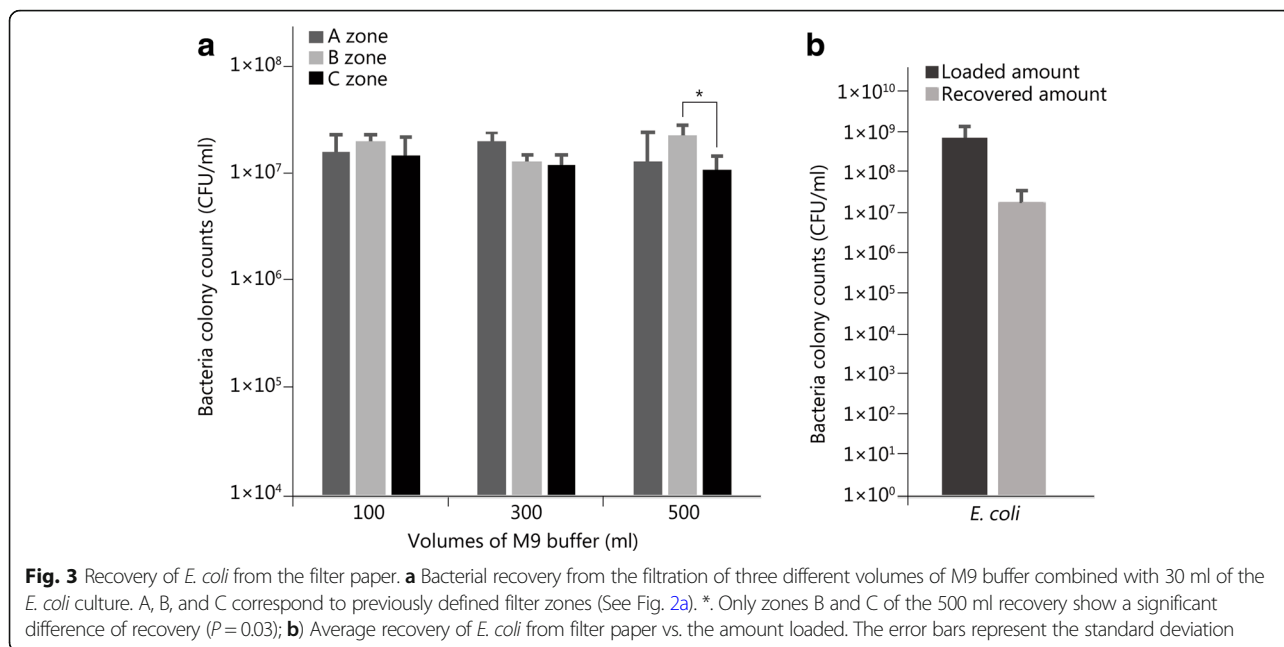 a
A zone
B zone
C zone
1×10⁸
1×10⁷
1×10⁶
1×10⁵
1×10⁴
Bacteria colony counts (CFU/ml)
*
100 300 500
Volumes of M9 buffer (ml)
b
Loaded amount
Recovered amount
1×10¹⁰
1×10⁹
1×10⁸
1×10⁷
1×10⁶
1×10⁵
1×10⁴
1×10³
1×10²
1×10¹
1×10⁰
Bacteria colony counts (CFU/ml)
E. coli
Fig. 3 Recovery of E. coli from the filter paper. a Bacterial recovery from the filtration of three different volumes of M9 buffer combined with 30 ml of the
E. coli culture. A, B, and C correspond to previously defined filter zones (See Fig. 2a). *. Only zones B and C of the 500 ml recovery show a significant
difference of recovery (P = 0.03); b) Average recovery of E. coli from filter paper vs. the amount loaded. The error bars represent the standard deviation